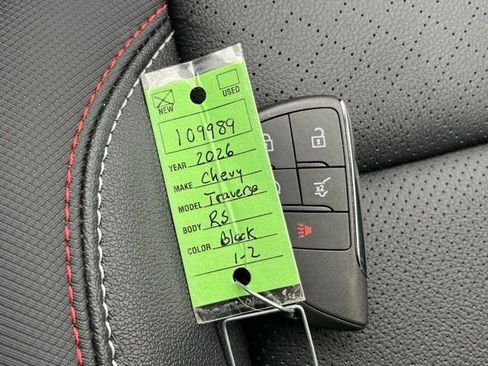 NEW USED
109989
YEAR 2026
MAKE Chevy
MODEL Traverse
BODY RS
COLOR Black
1-2